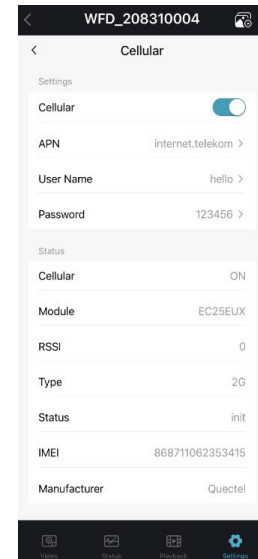 WFD_208310004
Cellular
Settings
Cellular
APN internet.telekom >
User Name hello >
Password 123456 >
Status
Cellular ON
Module EC25EUX
RSSI 0
Type 2G
Status init
IMEI 868711062353415
Manufacturer Quectel
Video Status Playback Settings